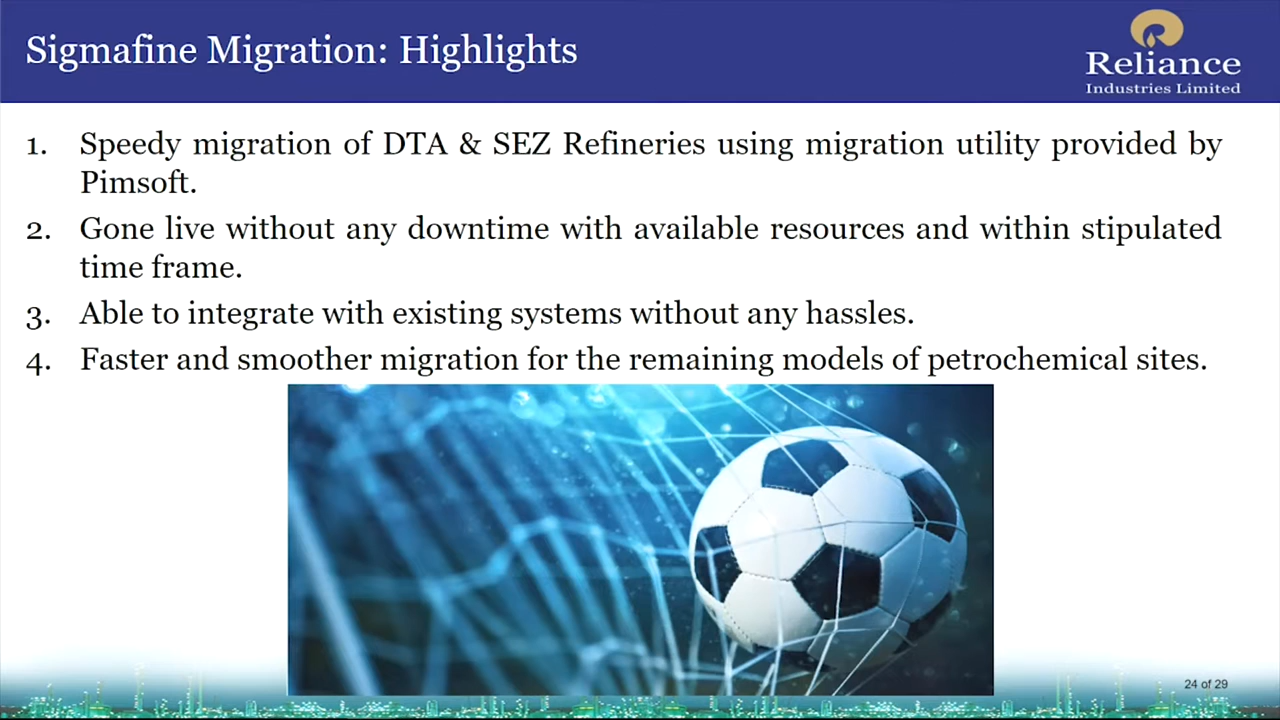 Sigmafine Migration: Highlights
Reliance
Industries Limited
1. Speedy migration of DTA & SEZ Refineries using migration utility provided by
Pimsoft.
2. Gone live without any downtime with available resources and within stipulated
time frame.
3. Able to integrate with existing systems without any hassles.
4. Faster and smoother migration for the remaining models of petrochemical sites.
24 of 29